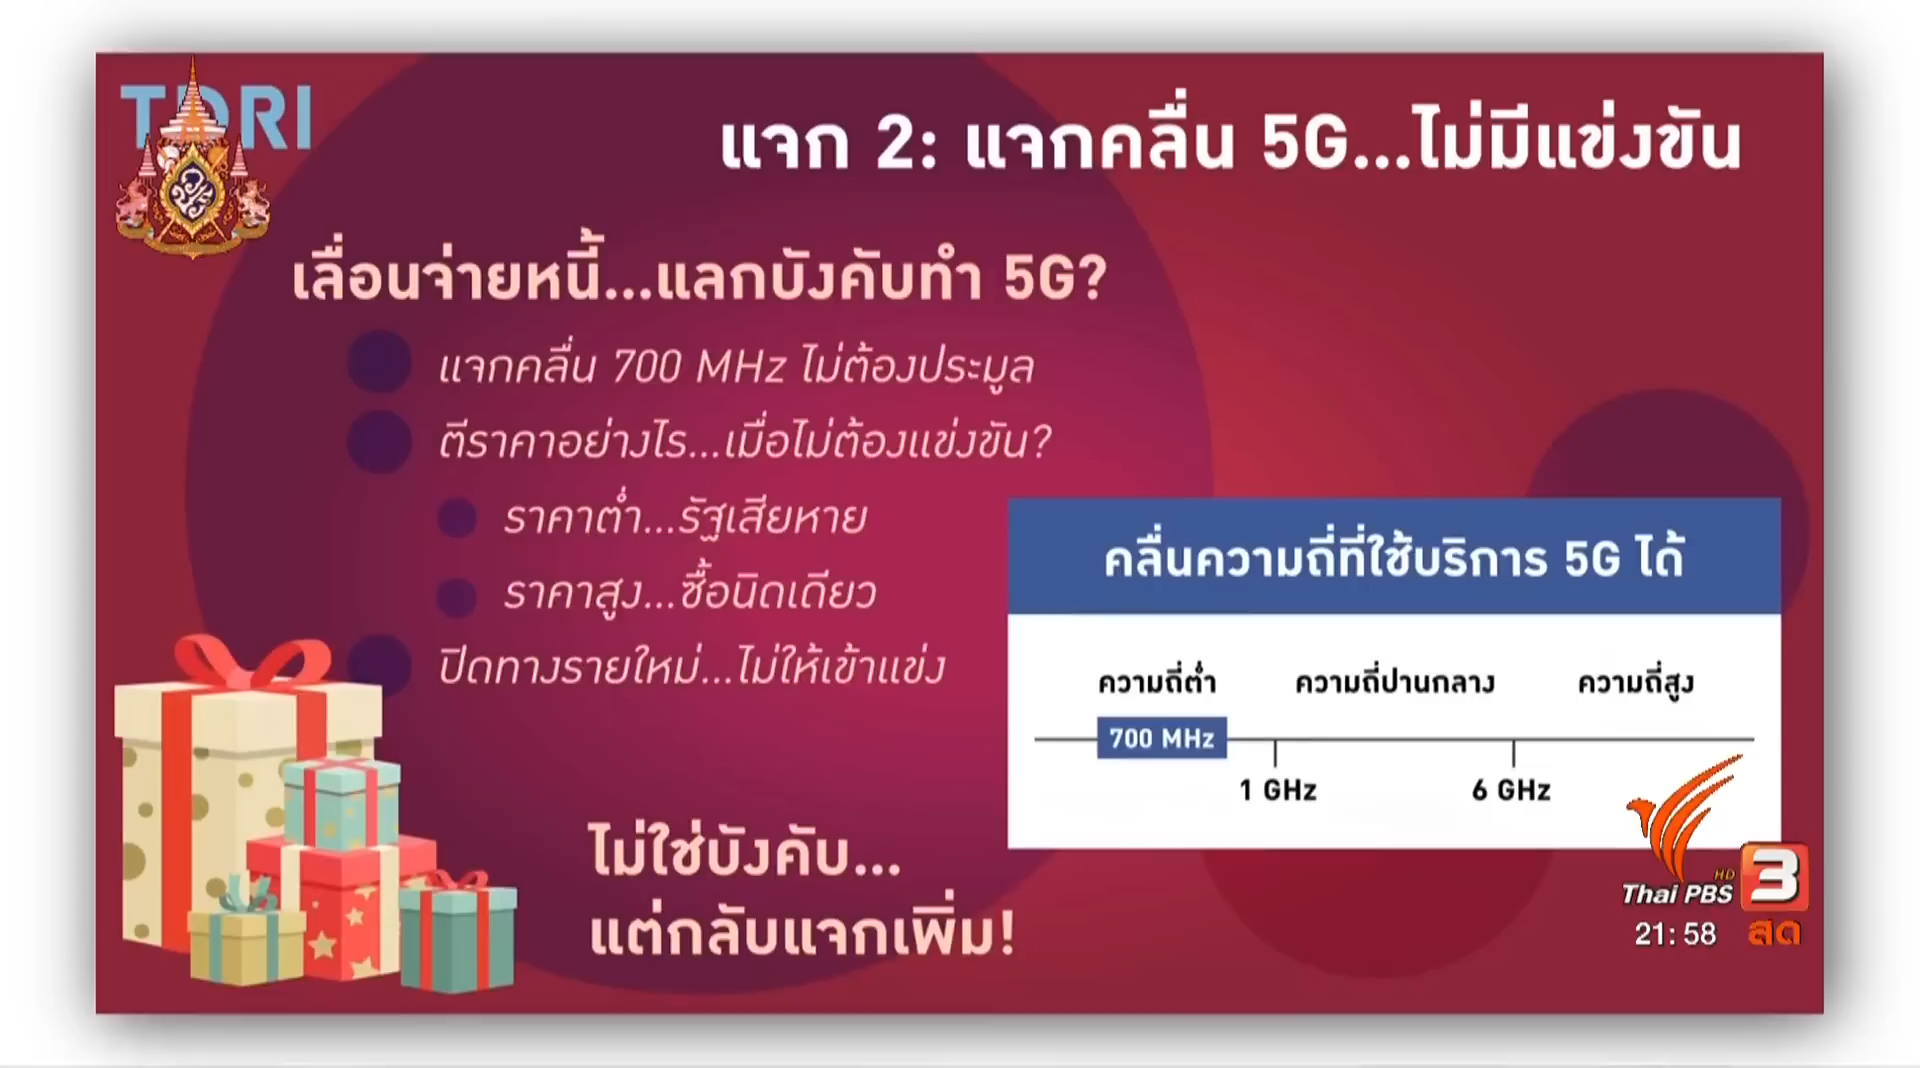 TDRI
แจก 2: แจกคลื่น 5G...ไม่มีแข่งขัน
เลื่อนจ่ายหนี้...แลกบังคับทำ 5G?
แจกคลื่น 700 MHz ไม่ต้องประมูล
ตีราคาอย่างไร...เมื่อไม่ต้องแข่งขัน?
ราคาต่ำ...รัฐเสียหาย
ราคาสูง...ซื้อนิดเดียว
ปิดทางรายใหม่...ไม่ให้เข้าแข่ง
ไม่ใช่บังคับ...
แต่กลับแจกเพิ่ม!
คลื่นความถี่ที่ใช้บริการ 5G ได้
ความถี่ต่ำ ความถี่ปานกลาง ความถี่สูง
700 MHz
1 GHz 6 GHz
HD
Thai PBS 3
21:58 สด